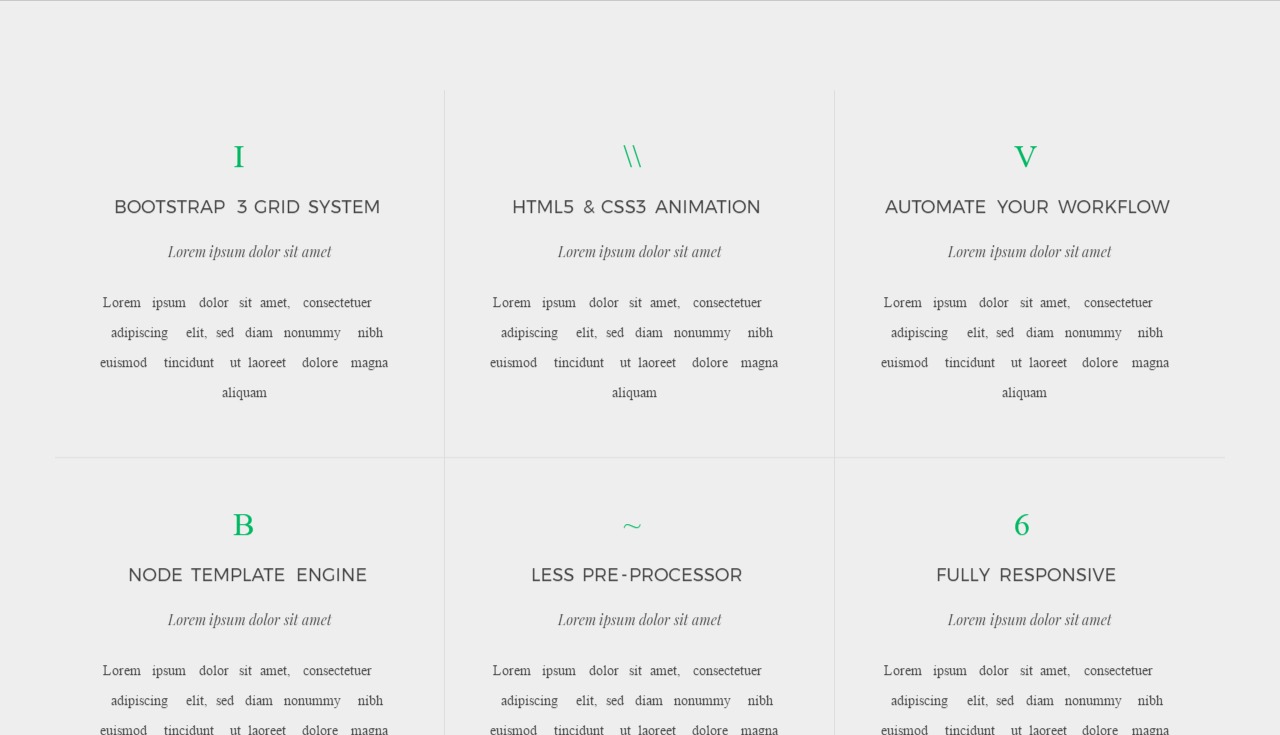 I
BOOTSTRAP 3 GRID SYSTEM
Lorem ipsum dolor sit amet
Lorem ipsum dolor sit amet, consectetuer
adipiscing elit, sed diam nonummy nibh
euismod tincidunt ut laoreet dolore magna
aliquam
\\
HTML5 & CSS3 ANIMATION
Lorem ipsum dolor sit amet
Lorem ipsum dolor sit amet, consectetuer
adipiscing elit, sed diam nonummy nibh
euismod tincidunt ut laoreet dolore magna
aliquam
V
AUTOMATE YOUR WORKFLOW
Lorem ipsum dolor sit amet
Lorem ipsum dolor sit amet, consectetuer
adipiscing elit, sed diam nonummy nibh
euismod tincidunt ut laoreet dolore magna
aliquam
B
NODE TEMPLATE ENGINE
Lorem ipsum dolor sit amet
Lorem ipsum dolor sit amet, consectetuer
adipiscing elit, sed diam nonummy nibh
euismod tincidunt ut laoreet dolore magna
~
LESS PRE-PROCESSOR
Lorem ipsum dolor sit amet
Lorem ipsum dolor sit amet, consectetuer
adipiscing elit, sed diam nonummy nibh
euismod tincidunt ut laoreet dolore magna
6
FULLY RESPONSIVE
Lorem ipsum dolor sit amet
Lorem ipsum dolor sit amet, consectetuer
adipiscing elit, sed diam nonummy nibh
euismod tincidunt ut laoreet dolore magna